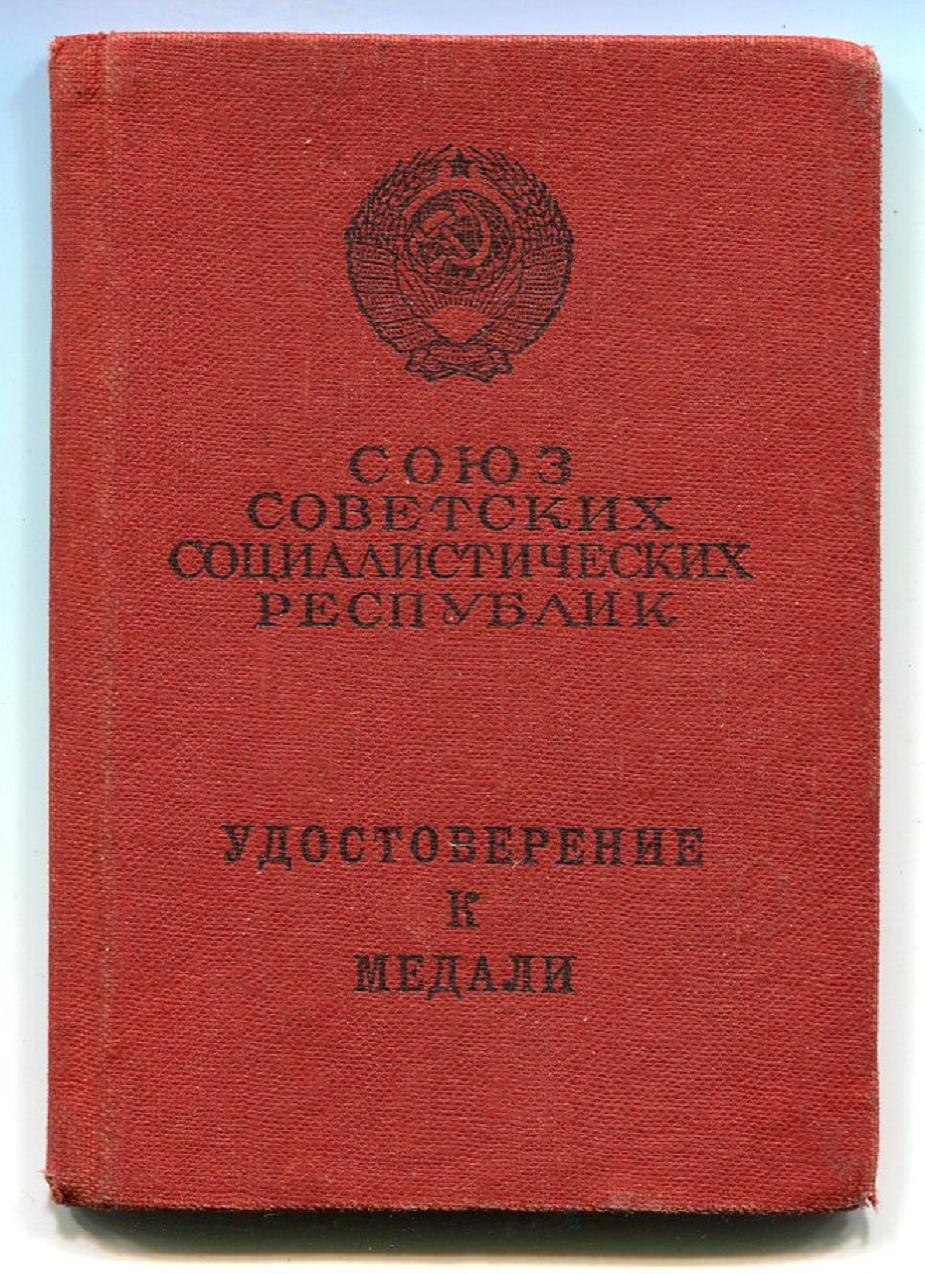 СОЮЗ
СОВЕТСКИХ
СОЦИАЛИСТИЧЕСКИХ
РЕСПУБЛИК
УДОСТОВЕРЕНИЕ
К
МЕДАЛИ